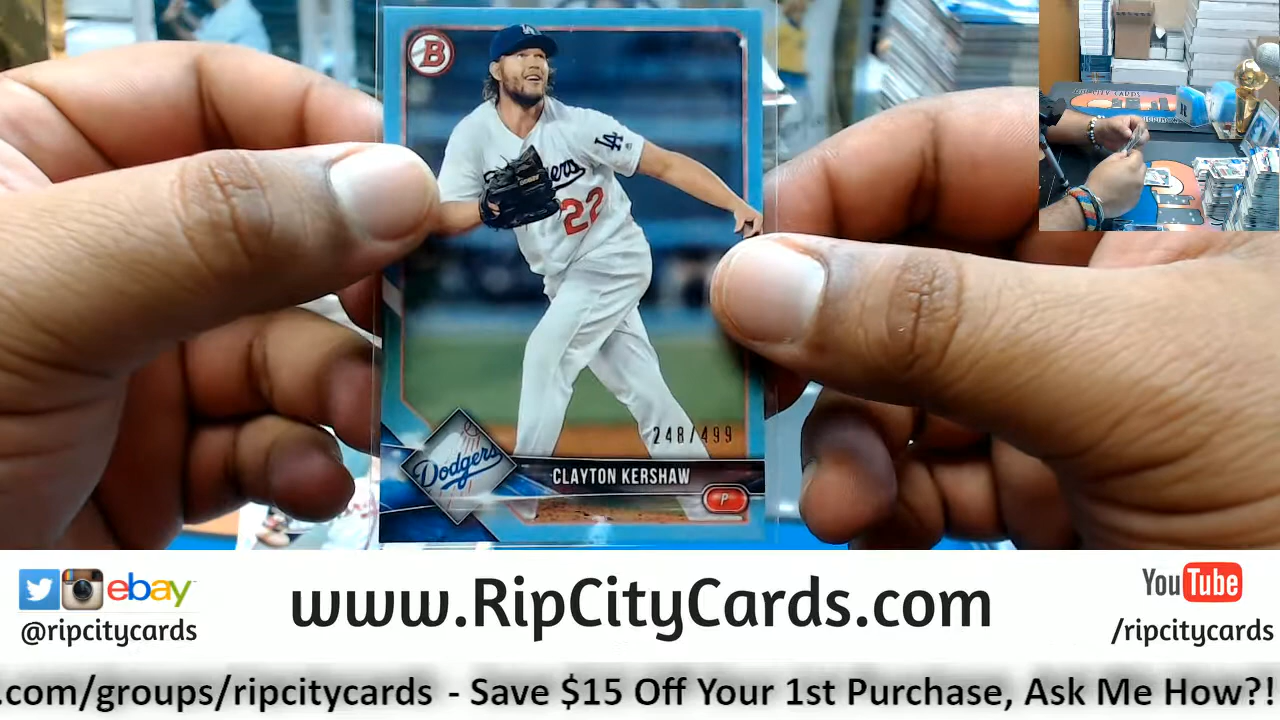 B
LA
LA
Dodgers
22
248/499
Dodgers
CLAYTON KERSHAW
P
ebay
@ripcitycards
www.RipCityCards.com
YouTube
/ripcitycards
.com/groups/ripcitycards - Save $15 Off Your 1st Purchase, Ask Me How?!